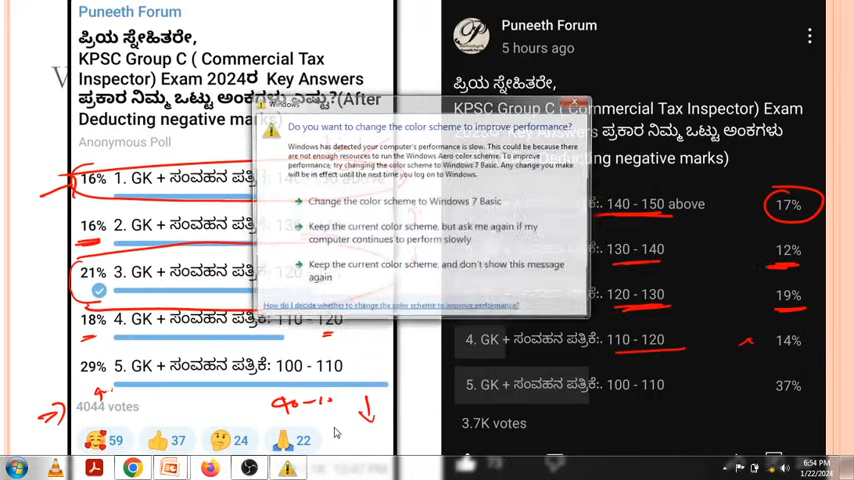 Puneeth Forum
ಪ್ರಿಯ ಸ್ನೇಹಿತರೇ,
KPSC Group C ( Commercial Tax
Inspector) Exam 2024ರ Key Answers
ಪ್ರಕಾರ ನಿಮ್ಮ ಒಟ್ಟು ಅಂಕಗಳು ಎಷ್ಟು?(After
Deducting negative marks)
Anonymous Poll
16% 1. GK + ಸಂವಹನ ಪತ್ರಿಕೆ: 140 -
16% 2. GK + ಸಂವಹನ ಪತ್ರಿ
21% 3. GK + ಸಂವಹನ ಪತ್ರಿಕೆ: 120
18% 4. GK + ಸಂವಹನ ಪತ್ರಿಕೆ: 110 - 120
29% 5. GK + ಸಂವಹನ ಪತ್ರಿಕೆ: 100 - 110
4044 votes
59 37 24 22
Windows
Do you want to change the color scheme to improve performance?
Windows has detected your computer's performance is slow. This could be because there
are not enough resources to run the Windows Aero color scheme. To improve
performance, try changing the color scheme to Windows 7 Basic. Any change you make
will be in effect until the next time you log on to Windows.
Change the color scheme to Windows 7 Basic
Keep the current color scheme, but ask me again if my
computer continues to perform slowly
Keep the current color scheme, and don't show this message
again
How do I decide whether to change the color scheme to improve performance?
Puneeth Forum
5 hours ago
ಪ್ರಿಯ ಸ್ನೇಹಿತರೇ,
KPSC Group C ( Commercial Tax Inspector) Exam
Key Answers ಪ್ರಕಾರ ನಿಮ್ಮ ಒಟ್ಟು ಅಂಕಗಳು
negative marks)
140 - 150 above 17%
130 - 140 12%
120 - 130 19%
4. GK + ಸಂವಹನ ಪತ್ರಿಕೆ:. 110 - 120 14%
5. GK + ಸಂವಹನ ಪತ್ರಿಕೆ:. 100 - 110 37%
3.7K votes
73
6:54 PM
1/22/2024